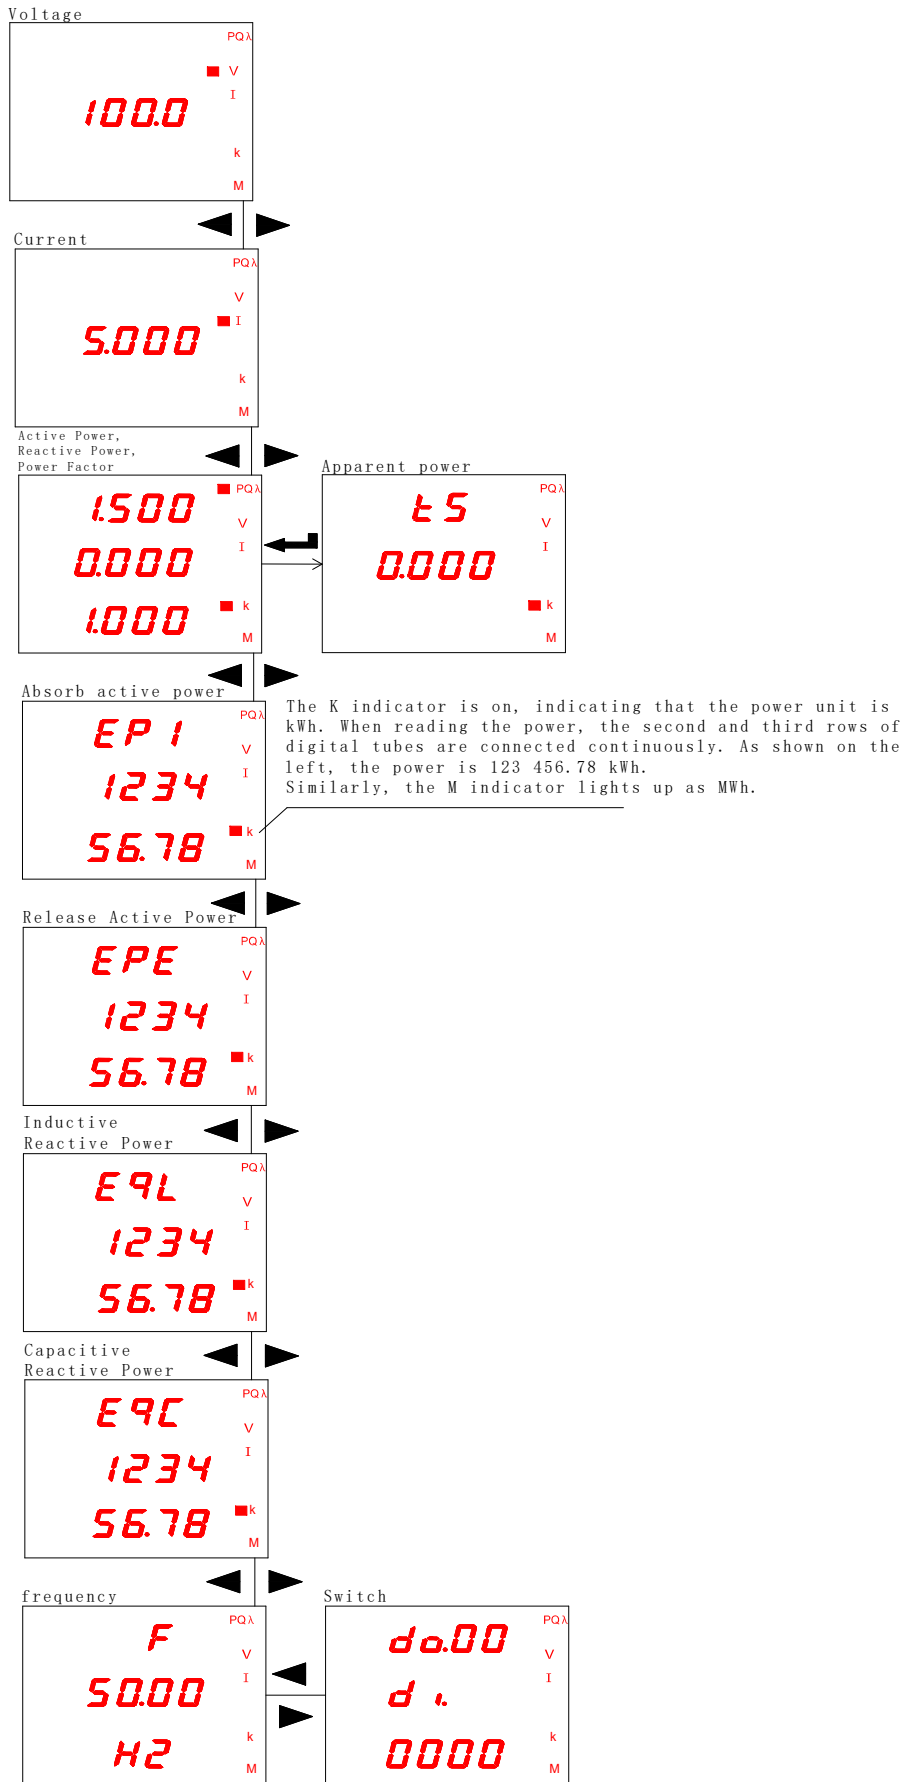 Voltage
PQλ
V
I
100.0
k
M
Current
PQλ
V
I
5.000
k
M
Active Power,
Reactive Power,
Power Factor
1.500
PQλ
V
0.000
I
1.000
k
M
Apparent power
tS
PQλ
V
0.000
I
k
M
Absorb active power
EP1
PQλ
V
1234
I
56.78
k
M
The K indicator is on, indicating that the power unit is
kWh. When reading the power, the second and third rows of
digital tubes are connected continuously. As shown on the
left, the power is 123 456.78 kWh.
Similarly, the M indicator lights up as MWh.
Release Active Power
EPE
PQλ
V
1234
I
56.78
k
M
Inductive
Reactive Power
EqL
PQλ
V
1234
I
56.78
k
M
Capacitive
Reactive Power
EqC
PQλ
V
1234
I
56.78
k
M
frequency
F
PQλ
V
50.00
I
HZ
k
M
Switch
do.00
PQλ
V
di.
I
0000
k
M